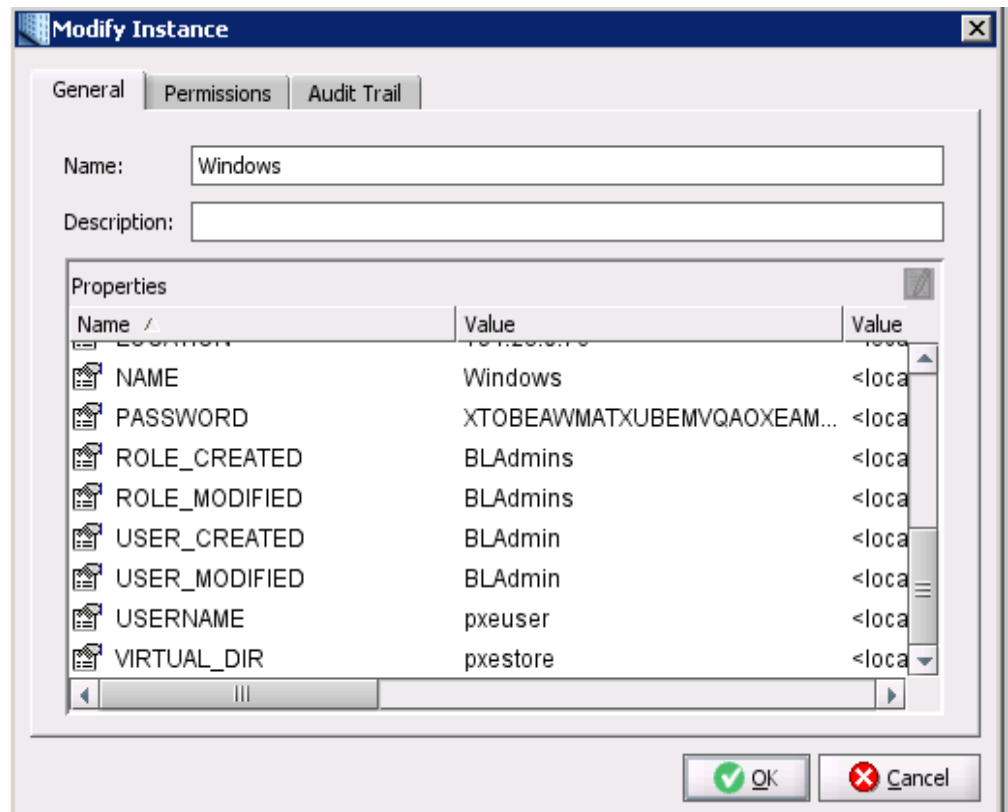 Modify Instance
General Permissions Audit Trail
Name: Windows
Description:
Properties
Name Value Value
LOCATION
NAME Windows <loca
PASSWORD XTOBEAWMATXUBEMVQAOXEAM... <loca
ROLE_CREATED BLAdmins <loca
ROLE_MODIFIED BLAdmins <loca
USER_CREATED BLAdmin <loca
USER_MODIFIED BLAdmin <loca
USERNAME pxeuser <loca
VIRTUAL_DIR pxestore <loca
OK Cancel